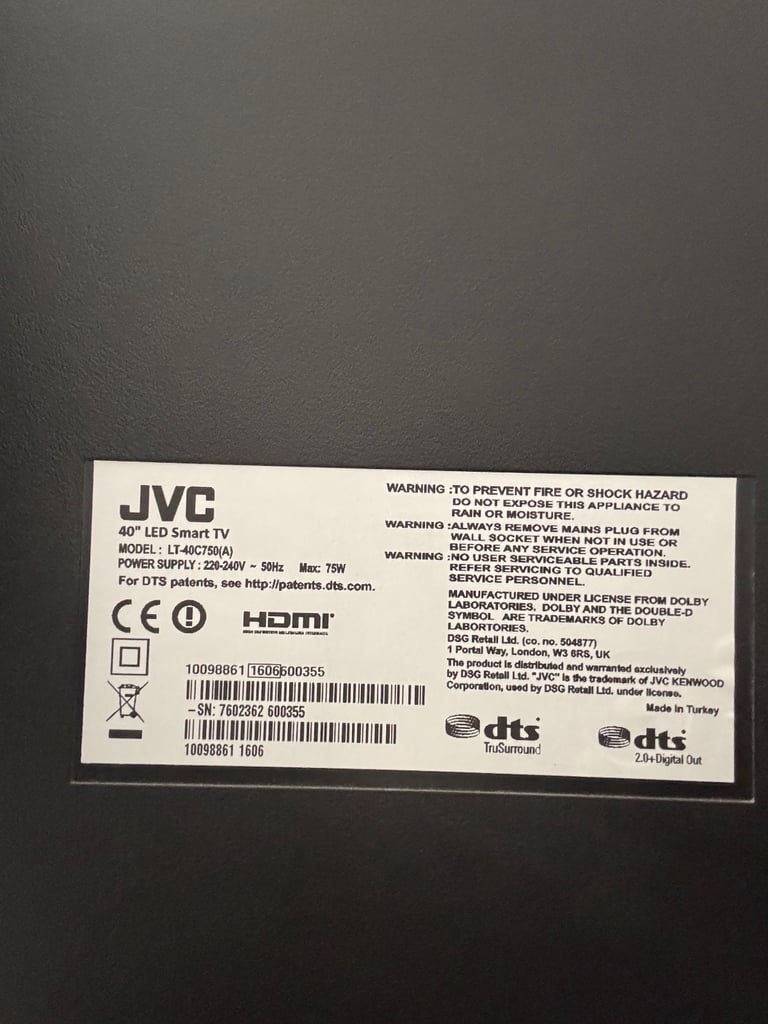 JVC
40" LED Smart TV
MODEL : LT-40C750(A)
POWER SUPPLY : 220-240V ~ 50Hz Max: 75W
For DTS patents, see http://patents.dts.com.
CE
HDMI
HIGH DEFINITION MULTIMEDIA INTERFACE
10098861 1606600355
-SN: 7602362 600355
10098861 1606
WARNING :TO PREVENT FIRE OR SHOCK HAZARD
DO NOT EXPOSE THIS APPLIANCE TO
RAIN OR MOISTURE.
WARNING :ALWAYS REMOVE MAINS PLUG FROM
WALL SOCKET WHEN NOT IN USE OR
BEFORE ANY SERVICE OPERATION.
WARNING :NO USER SERVICEABLE PARTS INSIDE.
REFER SERVICING TO QUALIFIED
SERVICE PERSONNEL.
MANUFACTURED UNDER LICENSE FROM DOLBY
LABORATORIES. DOLBY AND THE DOUBLE-D
SYMBOL ARE TRADEMARKS OF DOLBY
LABORTORIES.
DSG Retail Ltd. (co. no. 504877)
1 Portal Way, London, W3 6RS, UK
The product is distributed and warranted exclusively
by DSG Retail Ltd. "JVC" is the trademark of JVC KENWOOD
Corporation, used by DSG Retail Ltd. under license.
Made in Turkey
dts
TruSurround
dts
2.0+Digital Out